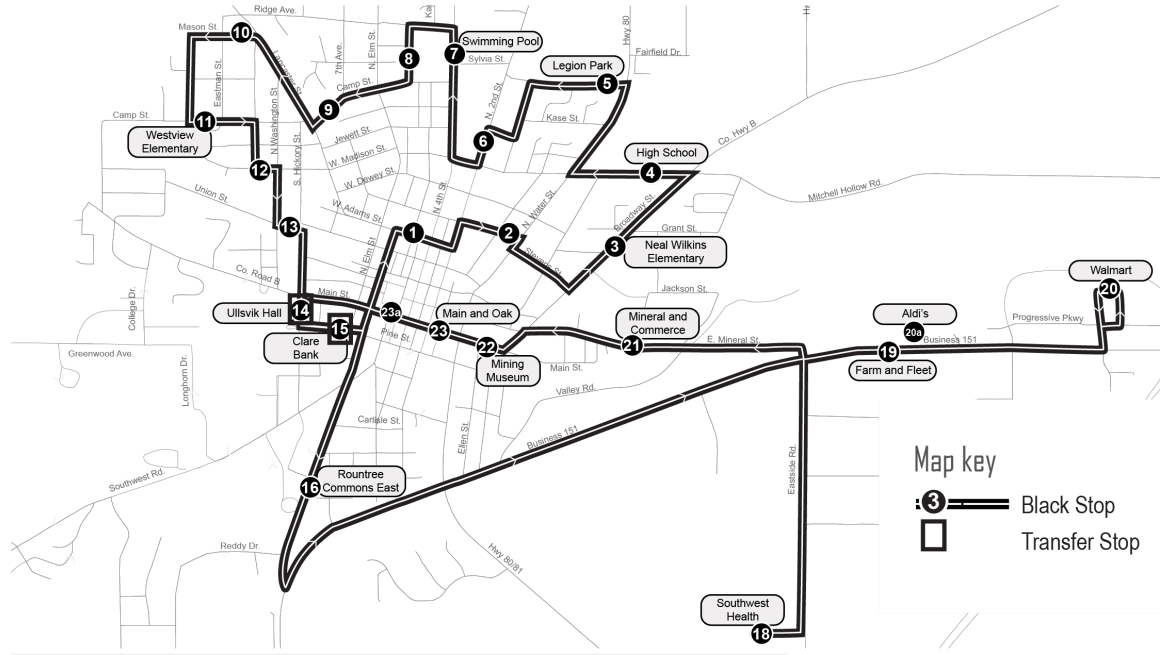 Ridge Ave.
Ka
Hwy 80
Ha
Mason St.
10
Lancaster St.
7th Ave.
N. Elm St.
8
7
Swimming Pool
Sylvia St.
Fairfield Dr.
Legion Park
5
Eastman St.
Camp St.
N. 2nd St.
9
Camp St.
11
Westview
Elementary
N Washington St.
S. Hickory St.
Jewett St.
W. Madison St.
W. Dewey St.
6
Kase St.
Co. Hwy B
High School
4
12
Union St.
W. Adams St.
N. 4th St.
N. Water St.
Broadway St.
Mitchell Hollow Rd.
13
1
2
3
Grant St.
Neal Wilkins
Elementary
Stevens St.
N. Elm St.
Co. Road B
College Dr.
Main St.
Jackson St.
Walmart
20
Ullsvik Hall
14
23a
Main and Oak
23
Mineral and
Commerce
21
Aldi's
20a
Progressive Pkwy
Business 151
15
Clare
Bank
Pine St.
22
Mining
Museum
E. Mineral St.
19
Farm and Fleet
Greenwood Ave.
Longhorn Dr.
Main St.
Valley Rd.
Carlisle St.
Ellen St.
Business 151
Eastside Rd.
Southwest Rd.
16
Rountree
Commons East
Reddy Dr.
Hwy 80/81
Southwest
Health
18
Map key
3
Black Stop
Transfer Stop